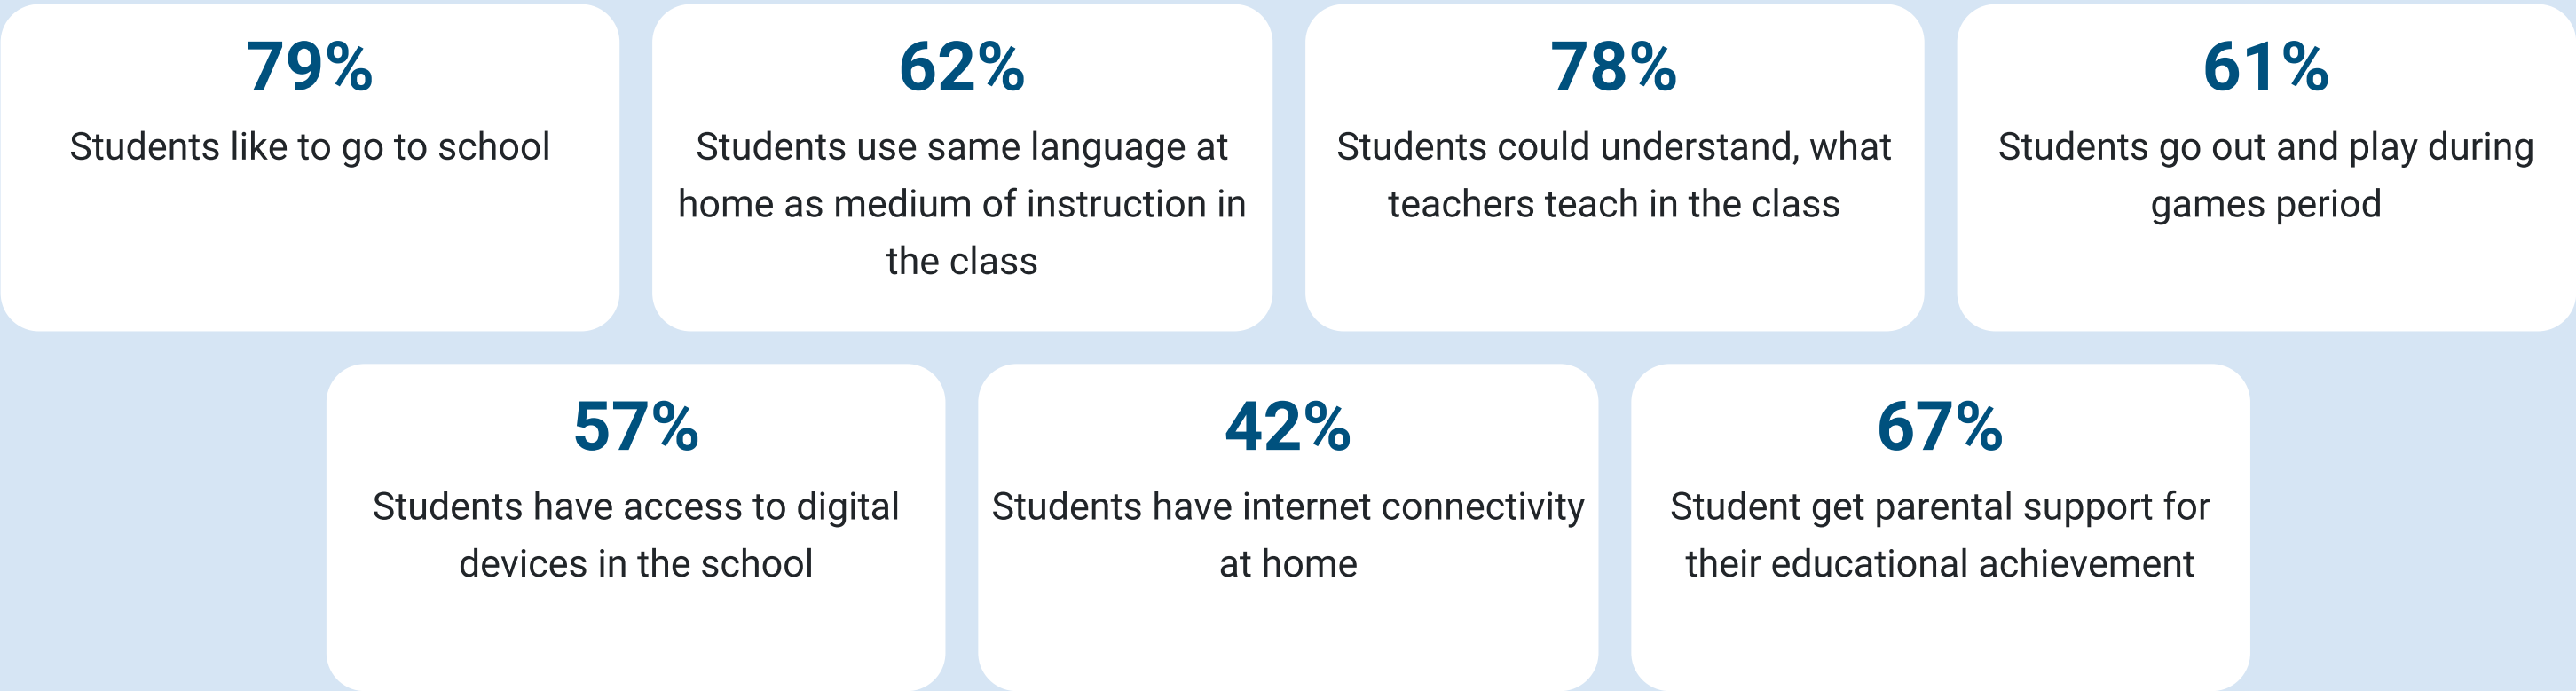 79%
Students like to go to school
62%
Students use same language at
home as medium of instruction in
the class
78%
Students could understand, what
teachers teach in the class
61%
Students go out and play during
games period
57%
Students have access to digital
devices in the school
42%
Students have internet connectivity
at home
67%
Student get parental support for
their educational achievement